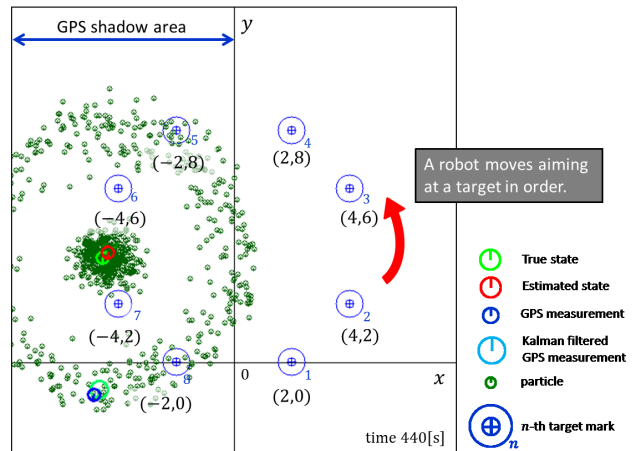 GPS shadow area
y
5
4
(−2,8)
(2,8)
A robot moves aiming
at a target in order.
6
3
(−4,6)
(4,6)
7
2
(−4,2)
(4,2)
8
0
1
x
(−2,0)
(2,0)
time 440[s]
True state
Estimated state
GPS measurement
Kalman filtered
GPS measurement
particle
n-th target mark
n